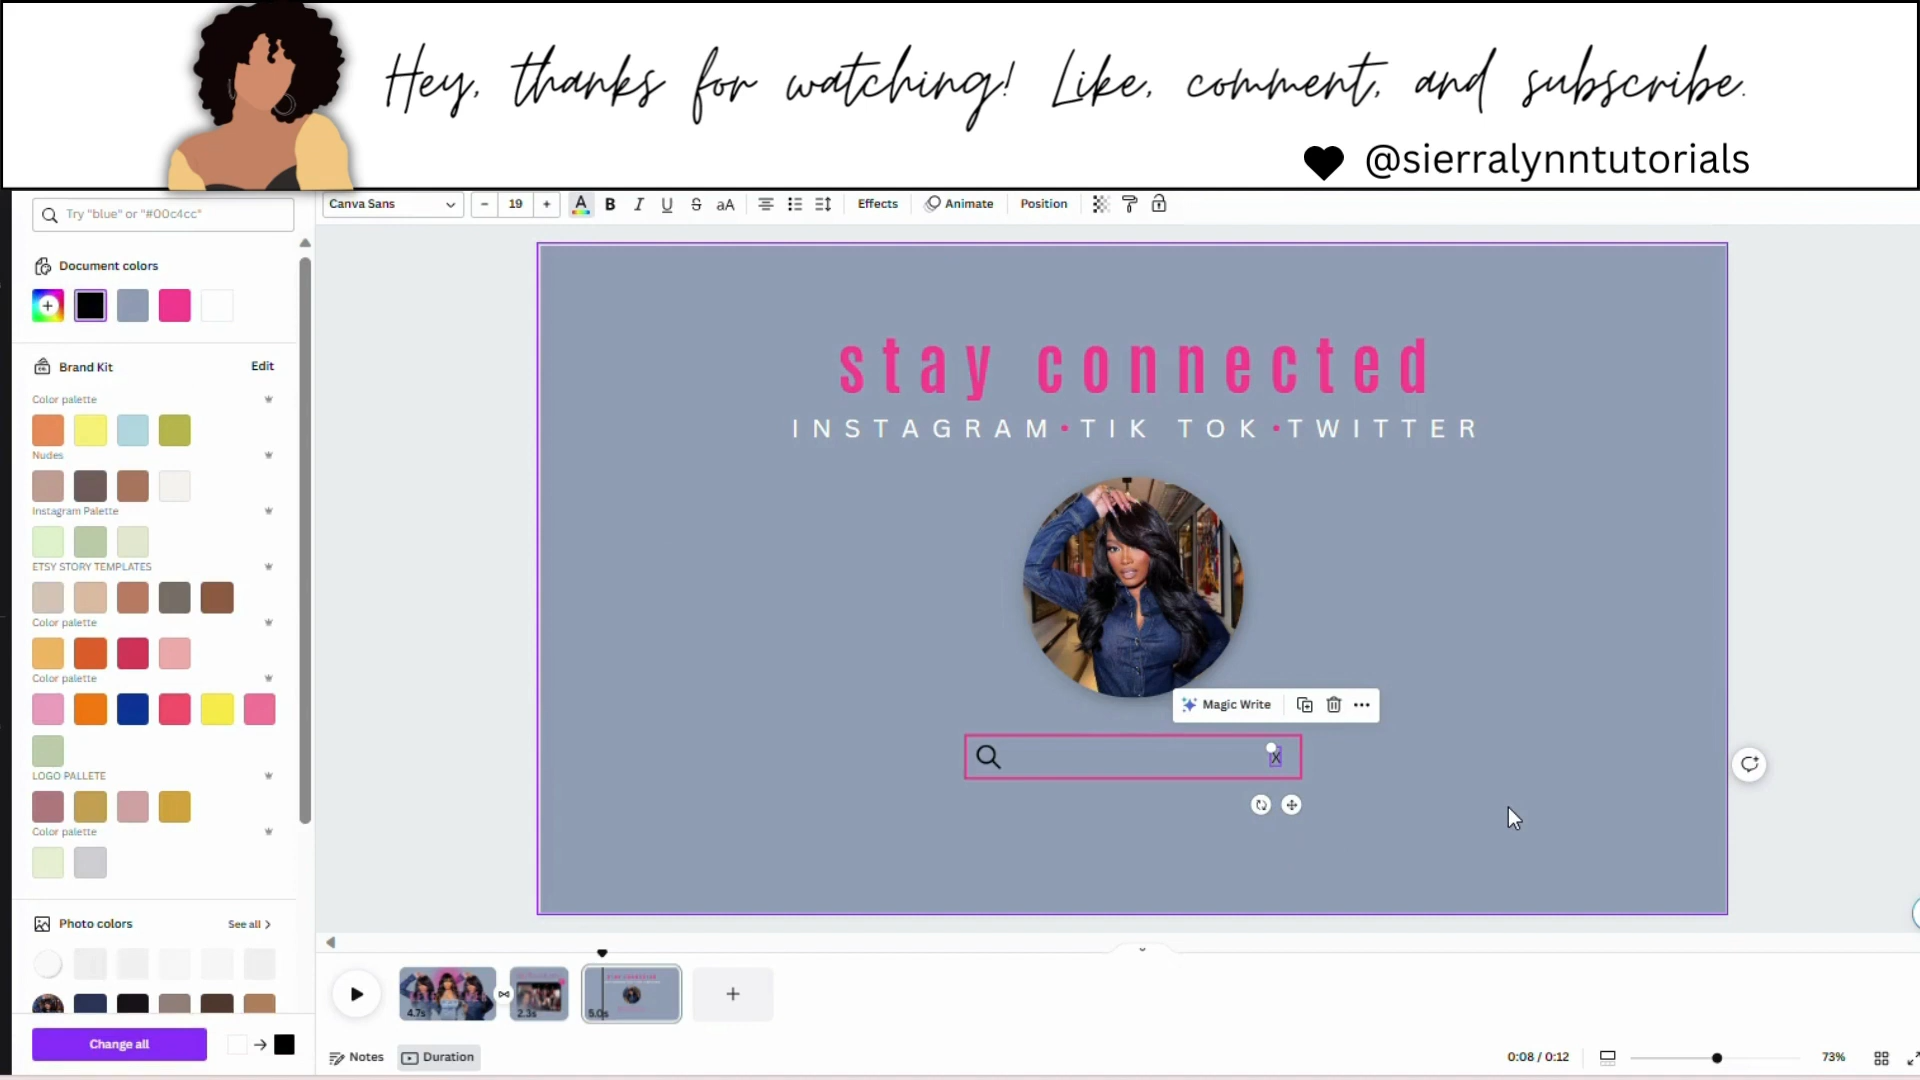 Hey, thanks for watching! Like, comment, and subscribe.
@sierralynntutorials
Try "blue" or "#00c4cc"
Canva Sans
- 19 +
A B I U S aA
Effects
Animate
Position
Document colors
Brand Kit
Edit
Color palette
Nudes
Instagram Palette
ETSY STORY TEMPLATES
Color palette
Color palette
LOGO PALLETE
Color palette
Photo colors
See all
Change all
stay connected
INSTAGRAM•TIK TOK•TWITTER
Magic Write
X
4.7s
2.3s
5.0s
Notes
Duration
0:08 / 0:12
73%